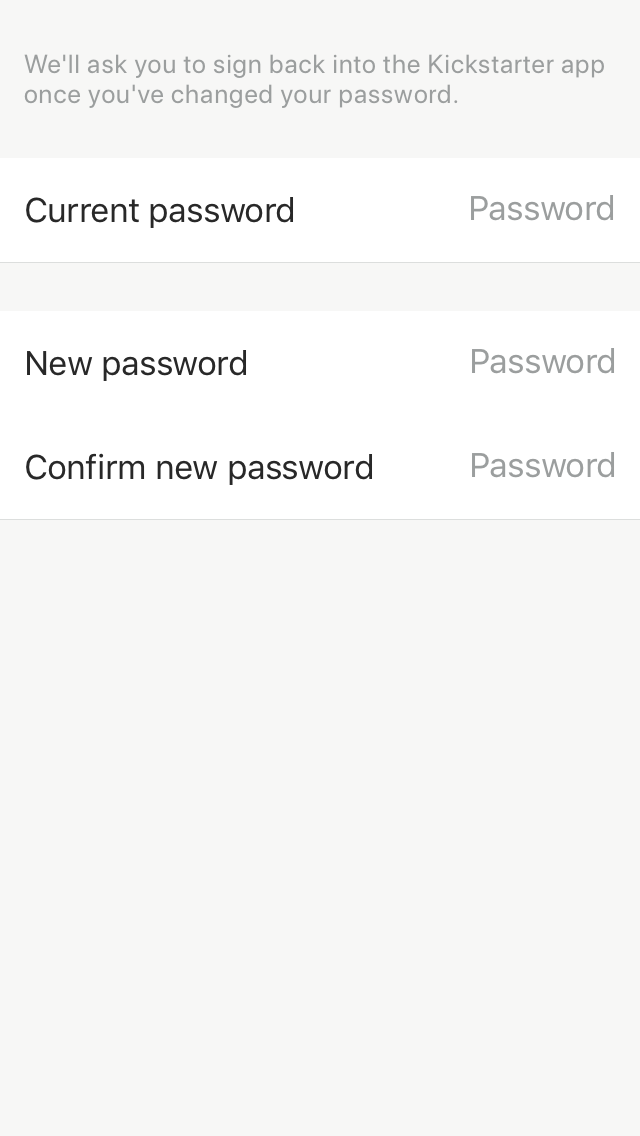 We'll ask you to sign back into the Kickstarter app
once you've changed your password.
Current password Password
New password Password
Confirm new password Password